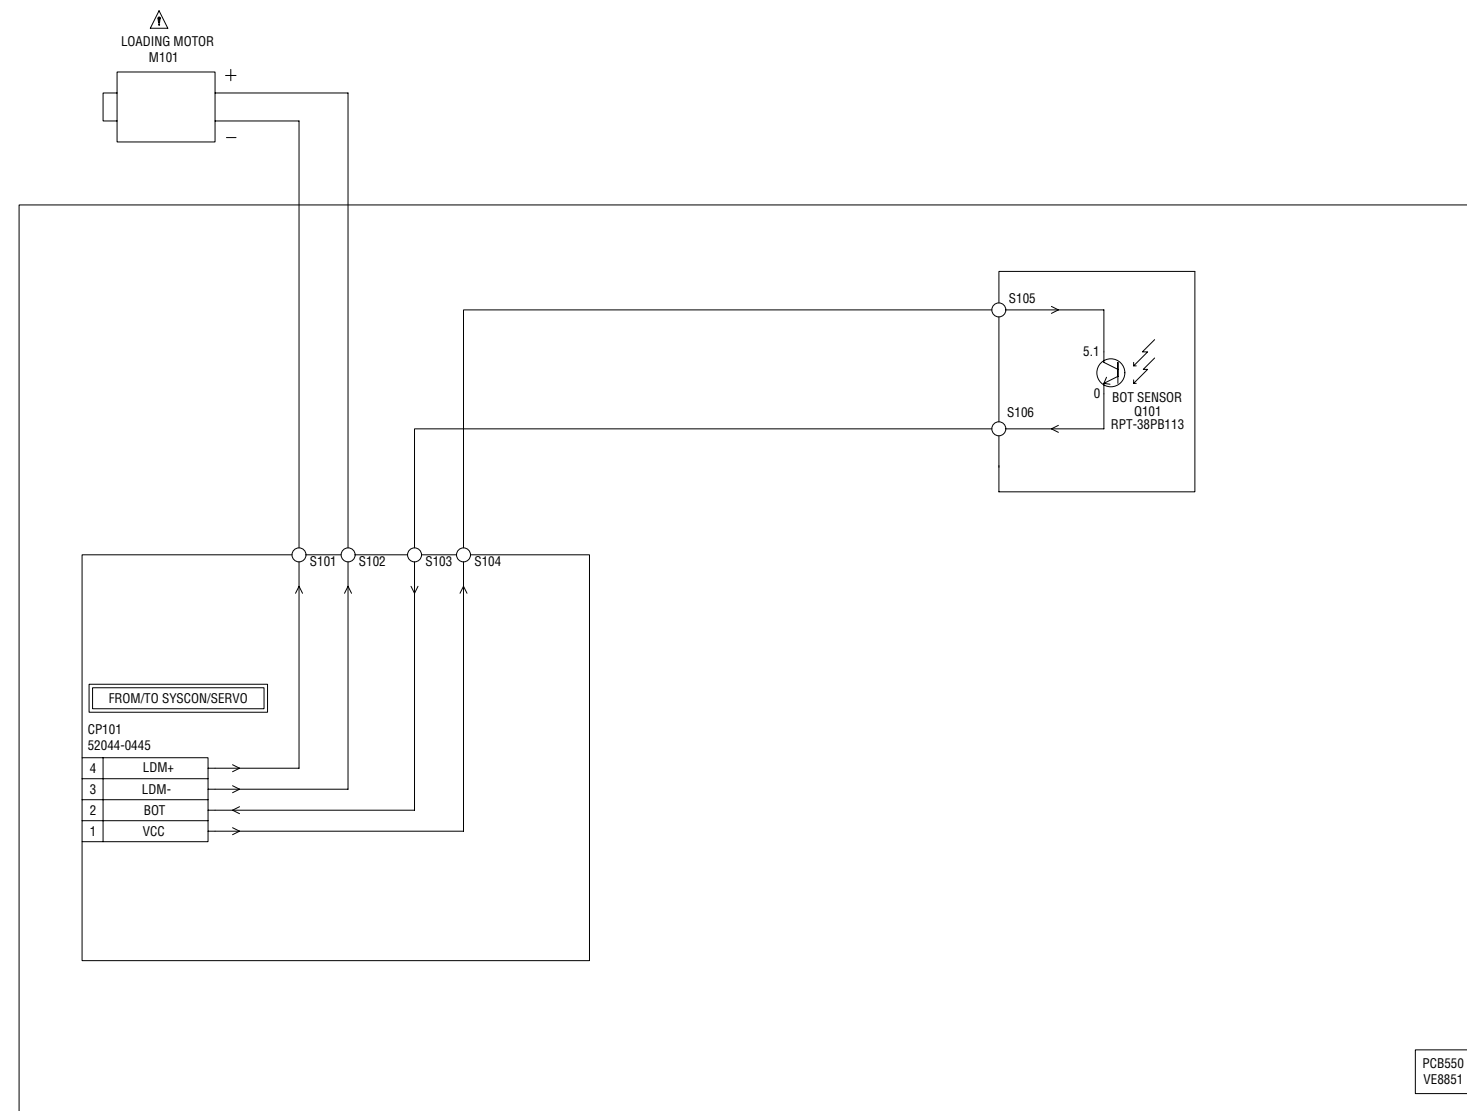 LOADING MOTOR
M101
+
−
S105
5.1
0
BOT SENSOR
Q101
RPT-38PB113
S106
S101
S102
S103
S104
FROM/TO SYSCON/SERVO
CP101
52044-0445
4 LDM+
3 LDM-
2 BOT
1 VCC
PCB550
VE8851